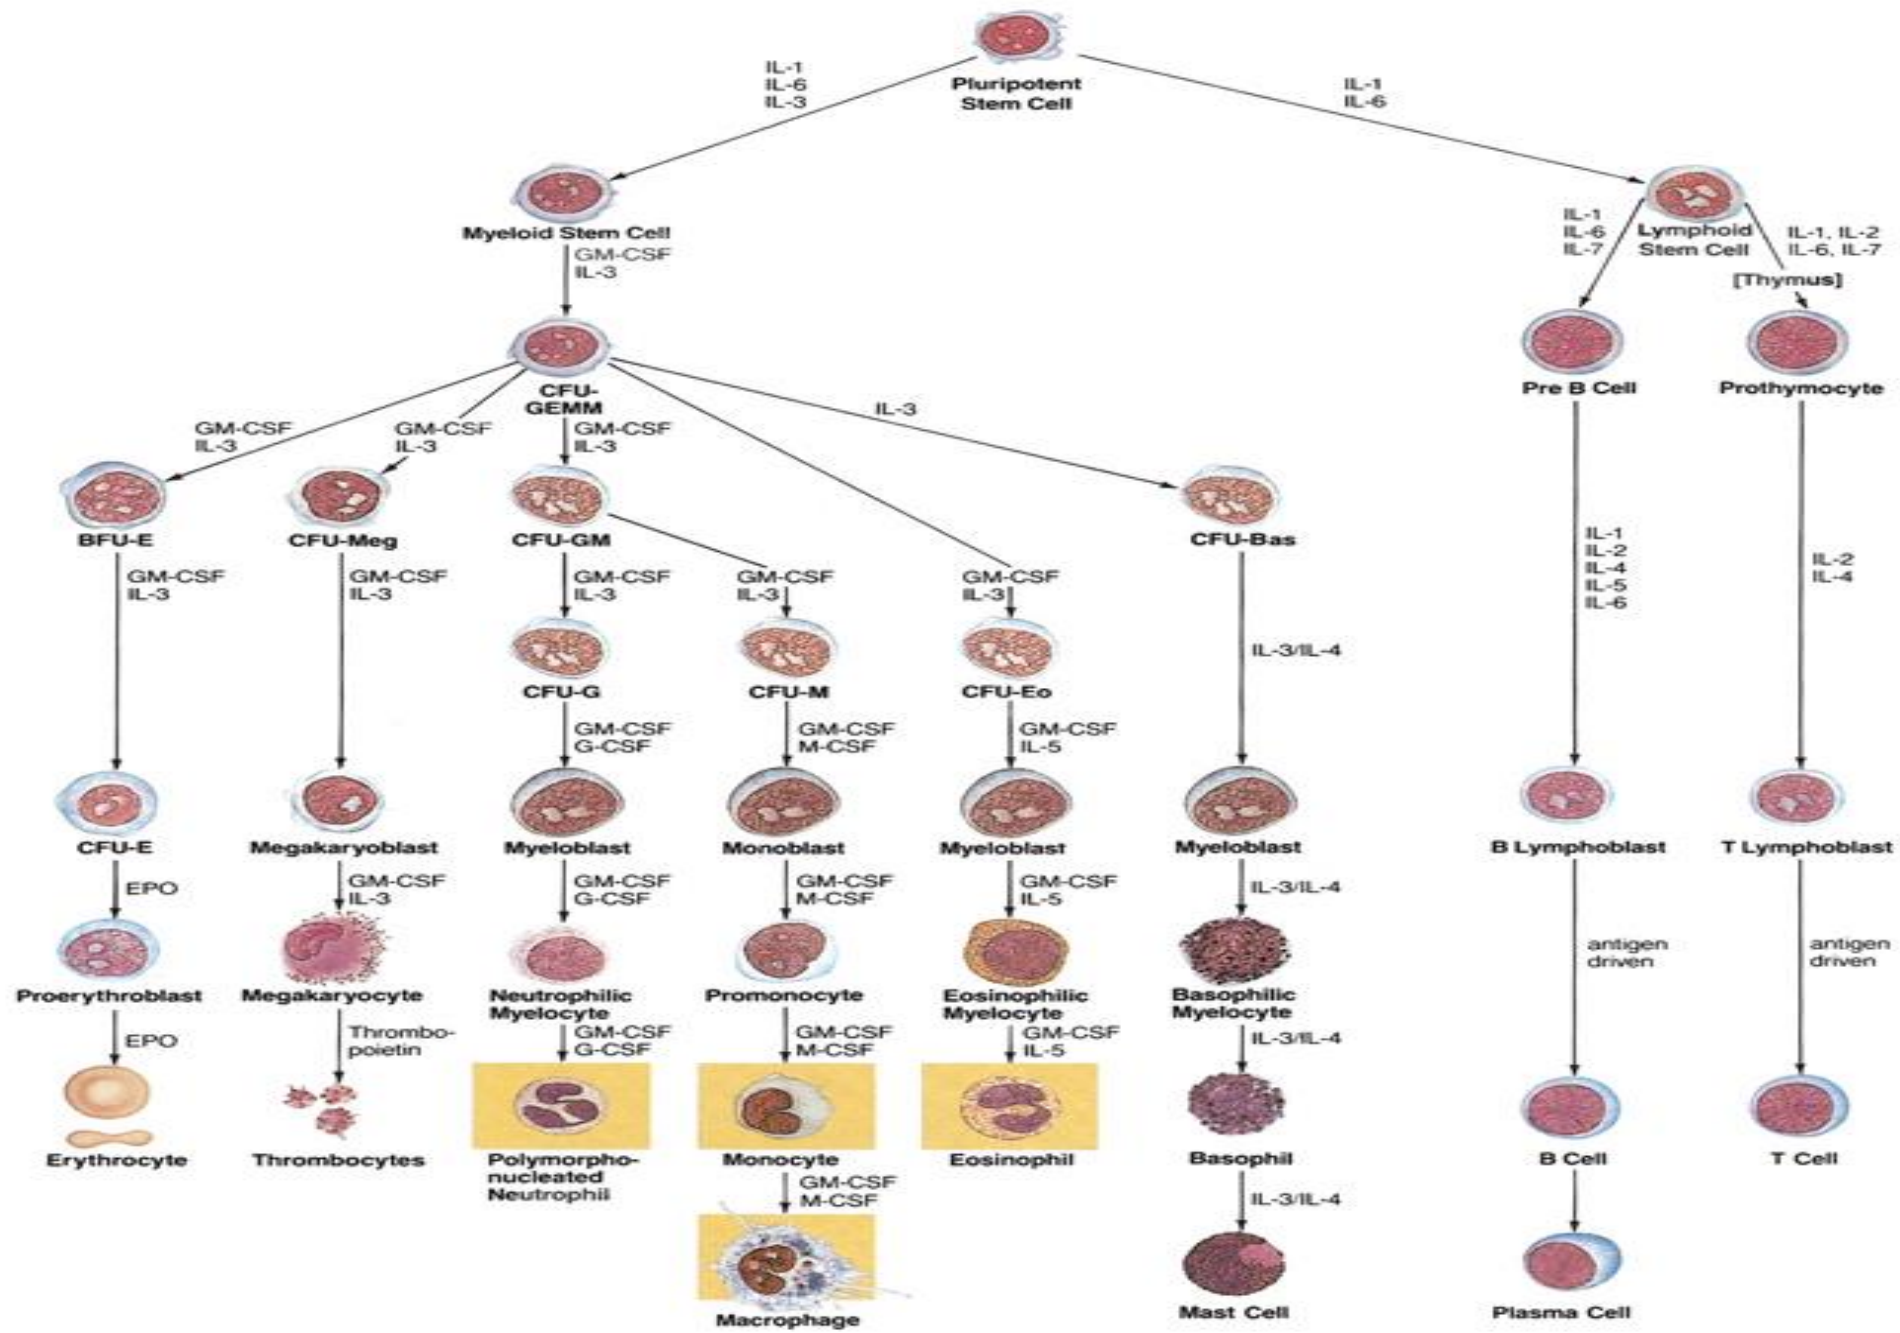 Pluripotent
Stem Cell
IL-1
IL-6
IL-3
IL-1
IL-6
Myeloid Stem Cell
GM-CSF
IL-3
Lymphoid
Stem Cell
IL-1
IL-6
IL-7
IL-1, IL-2
IL-6, IL-7
[Thymus]
CFU-
GEMM
Pre B Cell
Prothymocyte
GM-CSF
IL-3
GM-CSF
IL-3
GM-CSF
IL-3
IL-3
BFU-E
CFU-Meg
CFU-GM
CFU-Bas
GM-CSF
IL-3
GM-CSF
IL-3
GM-CSF
IL-3
GM-CSF
IL-3
GM-CSF
IL-3
IL-1
IL-2
IL-4
IL-5
IL-6
IL-2
IL-4
IL-3/IL-4
CFU-G
CFU-M
CFU-Eo
GM-CSF
G-CSF
GM-CSF
M-CSF
GM-CSF
IL-5
CFU-E
Megakaryoblast
Myeloblast
Monoblast
Myeloblast
Myeloblast
B Lymphoblast
T Lymphoblast
EPO
GM-CSF
IL-3
GM-CSF
G-CSF
GM-CSF
M-CSF
GM-CSF
IL-5
IL-3/IL-4
antigen
driven
antigen
driven
Proerythroblast
Megakaryocyte
Neutrophilic
Myelocyte
Promonocyte
Eosinophilic
Myelocyte
Basophilic
Myelocyte
EPO
Thrombo-
poietin
GM-CSF
G-CSF
GM-CSF
M-CSF
GM-CSF
IL-5
IL-3/IL-4
Erythrocyte
Thrombocytes
Polymorpho-
nucleated
Neutrophil
Monocyte
Eosinophil
Basophil
B Cell
T Cell
GM-CSF
M-CSF
IL-3/IL-4
Macrophage
Mast Cell
Plasma Cell